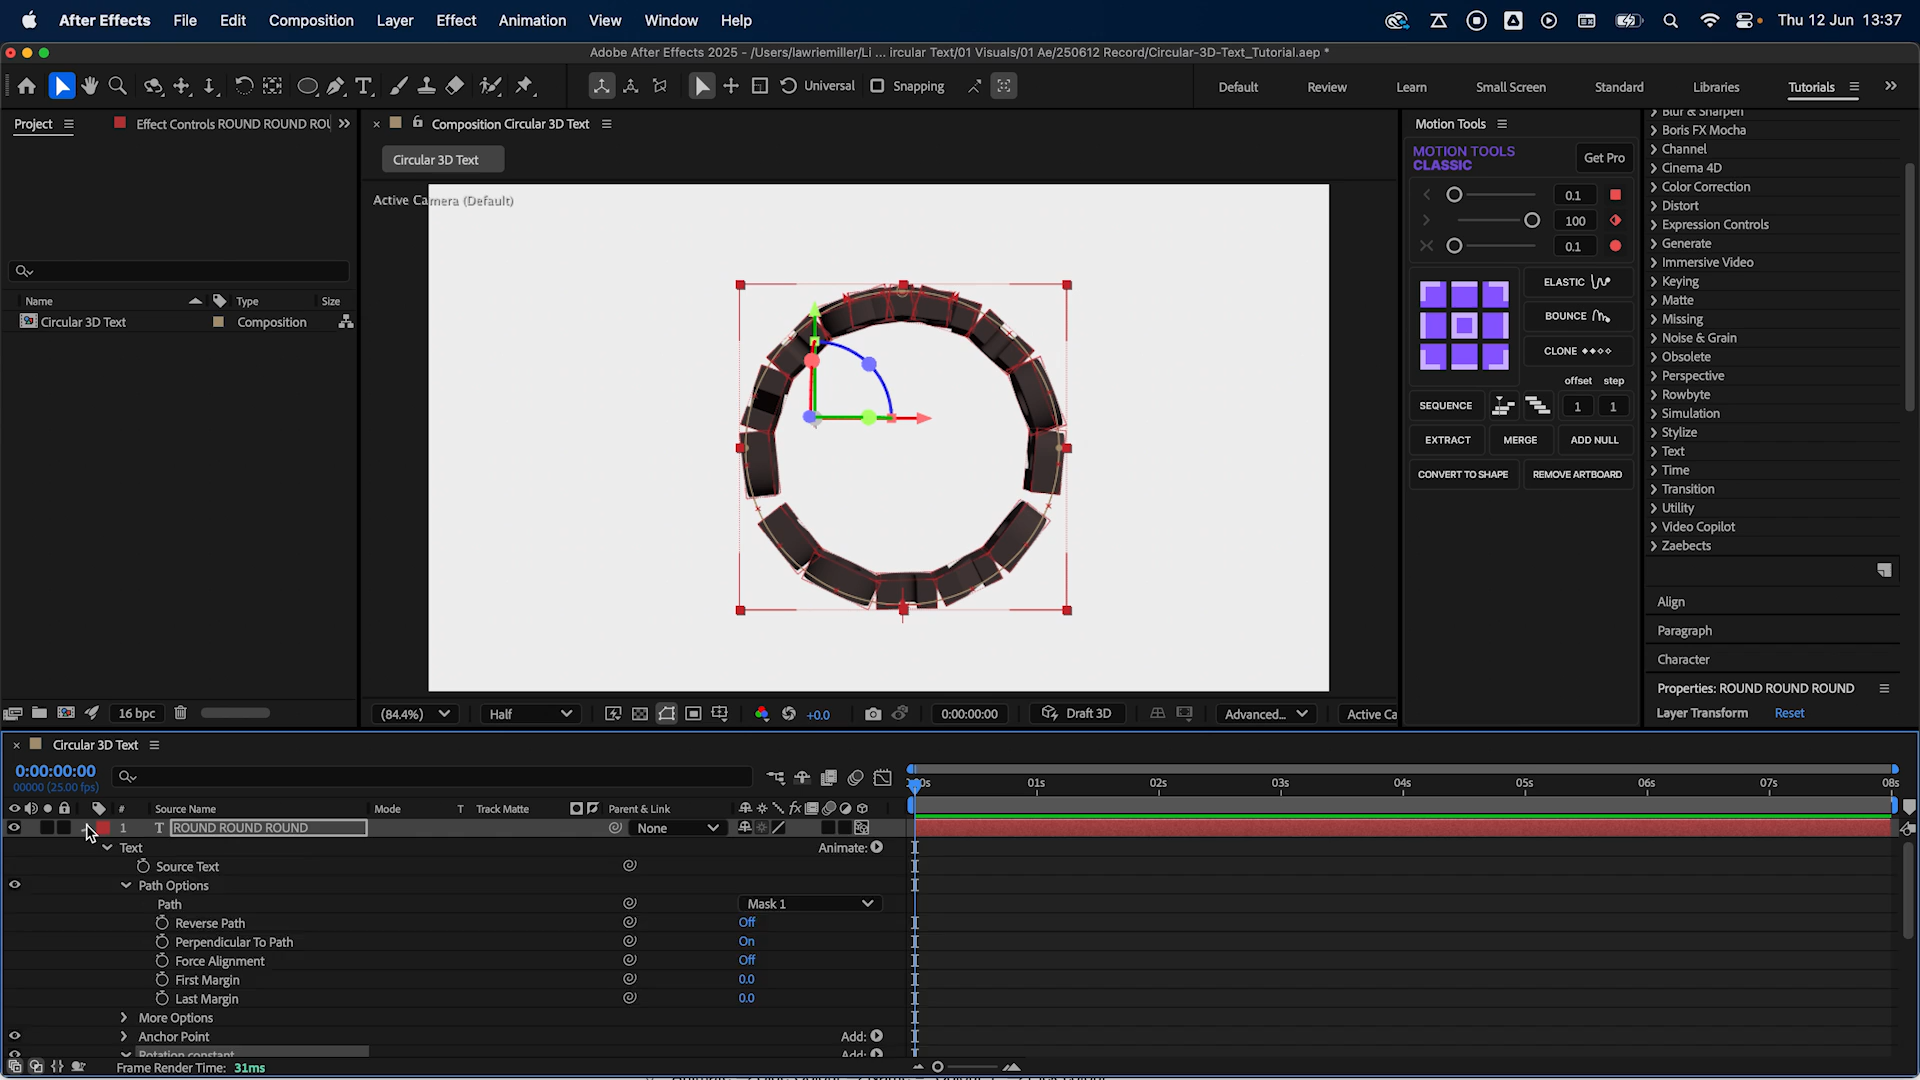 After Effects File Edit Composition Layer Effect Animation View Window Help Thu 12 Jun 13:37
Adobe After Effects 2025 - /Users/lawriemiller/Li ... ircular Text/01 Visuals/01 Ae/250612 Record/Circular-3D-Text_Tutorial.aep *
Universal Snapping Default Review Learn Small Screen Standard Libraries Tutorials
Project Effect Controls ROUND ROUND ROU
Composition Circular 3D Text
Circular 3D Text
Active Camera (Default)
Name Type Size
Circular 3D Text Composition
16 bpc
(84.4%) Half +0.0 0:00:00:00 Draft 3D Advanced... Active Ca
Motion Tools
MOTION TOOLS
CLASSIC
Get Pro
0.1
100
0.1
ELASTIC
BOUNCE
CLONE
offset step
SEQUENCE 1 1
EXTRACT MERGE ADD NULL
CONVERT TO SHAPE REMOVE ARTBOARD
Blur & Sharpen
Boris FX Mocha
Channel
Cinema 4D
Color Correction
Distort
Expression Controls
Generate
Immersive Video
Keying
Matte
Missing
Noise & Grain
Obsolete
Perspective
Rowbyte
Simulation
Stylize
Text
Time
Transition
Utility
Video Copilot
Zaebects
Align
Paragraph
Character
Properties: ROUND ROUND ROUND
Layer Transform Reset
Circular 3D Text
0:00:00:00
00000 (25.00 fps)
# Source Name Mode T Track Matte Parent & Link
:00s 01s 02s 03s 04s 05s 06s 07s 08s
1 T ROUND ROUND ROUND None
Text Animate:
Source Text
Path Options
Path Mask 1
Reverse Path Off
Perpendicular To Path On
Force Alignment Off
First Margin 0.0
Last Margin 0.0
More Options
Anchor Point Add:
Rotation constant Add:
Frame Render Time: 31ms